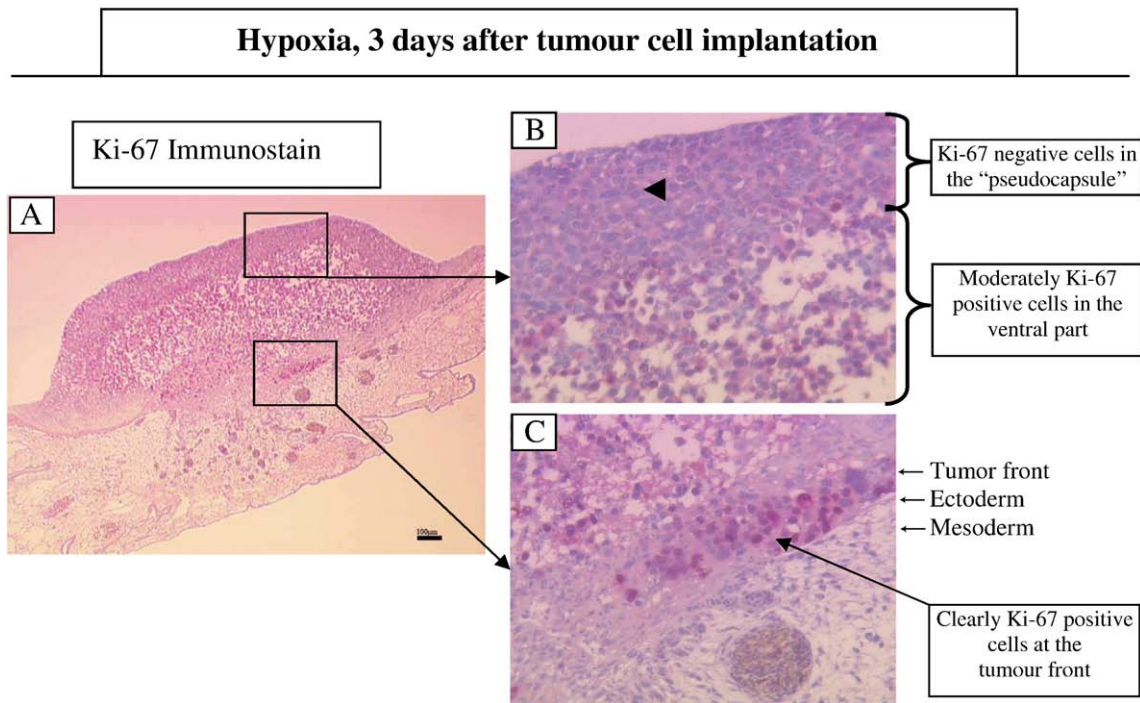 Hypoxia, 3 days after tumour cell implantation
Ki-67 Immunostain
A
100µm
B
Ki-67 negative cells in
the “pseudocapsule”
Moderately Ki-67
positive cells in the
ventral part
C
Tumor front
Ectoderm
Mesoderm
Clearly Ki-67 positive
cells at the
tumour front